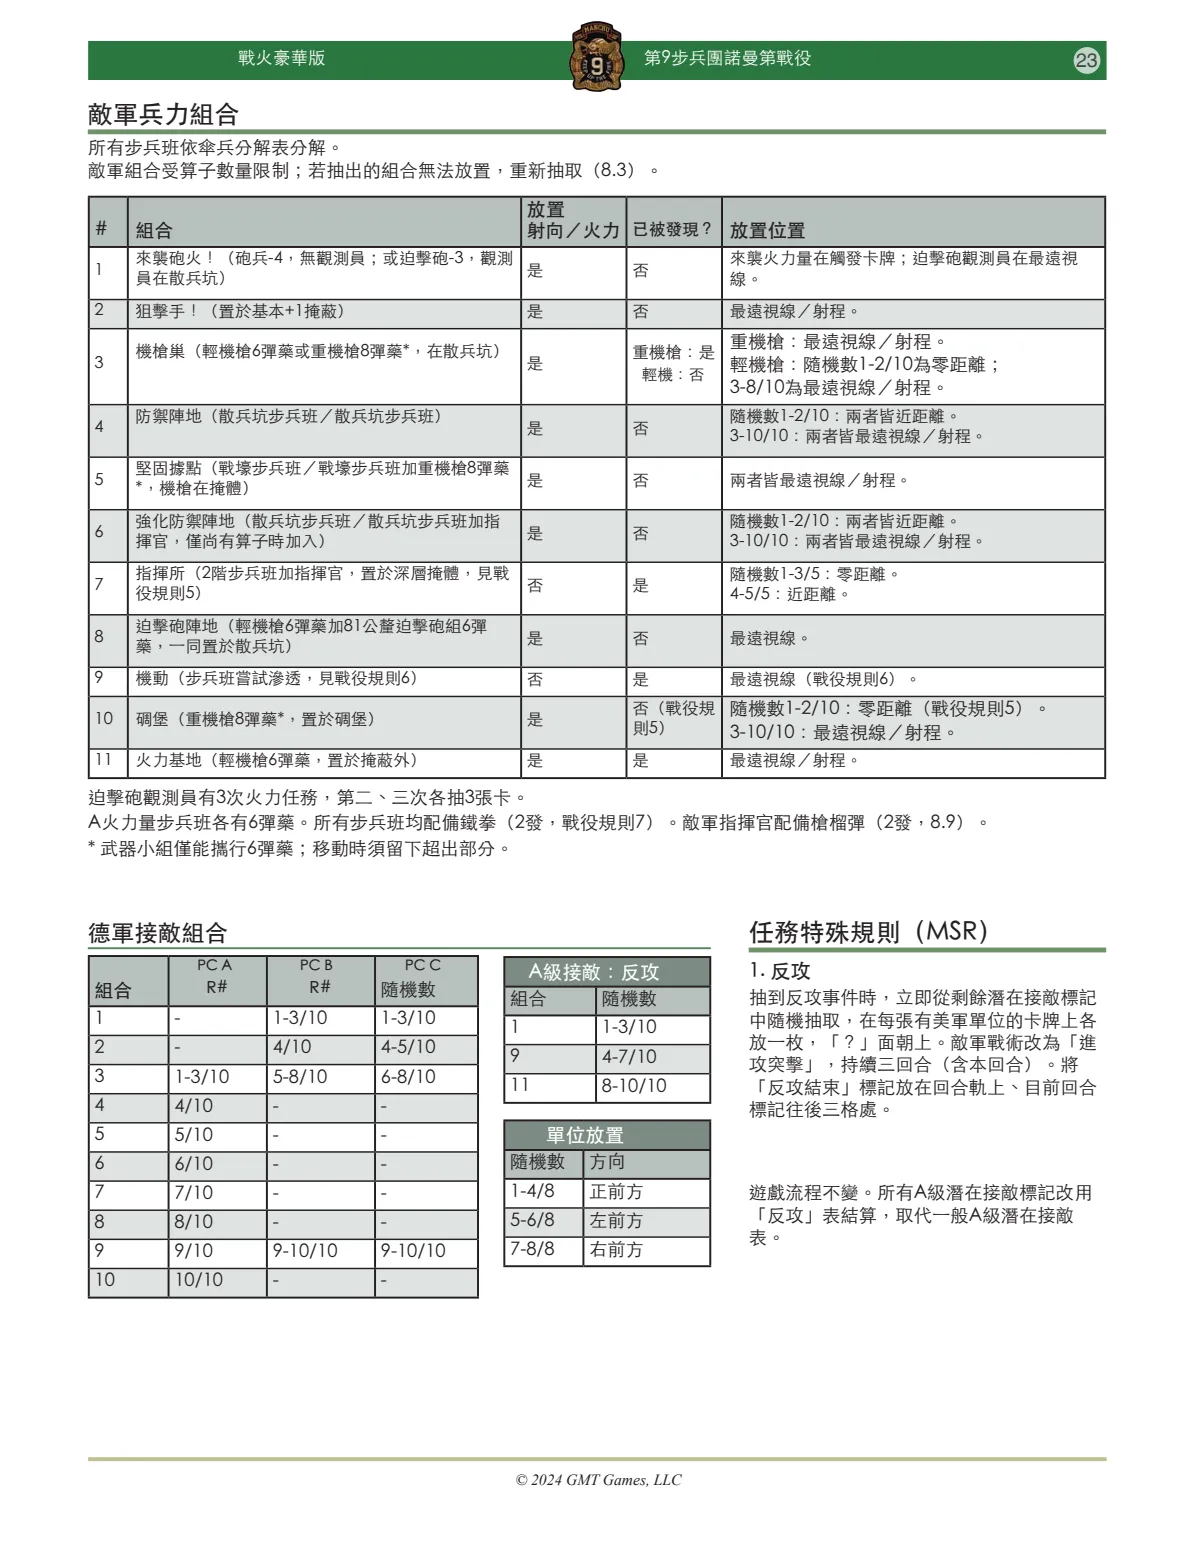 戰火豪華版
MANCHU
9
KEEP UP THE FIRE
第9步兵團諾曼第戰役
23
敵軍兵力組合
所有步兵班依傘兵分解表分解。
敵軍組合受算子數量限制；若抽出的組合無法放置，重新抽取（8.3）。
# 組合 放置 射向／火力 已被發現？ 放置位置
1 來襲砲火！（砲兵-4，無觀測員；或迫擊砲-3，觀測
員在散兵坑） 是 否 來襲火力量在觸發卡牌；迫擊砲觀測員在最遠視
線。
2 狙擊手！（置於基本+1掩蔽） 是 否 最遠視線／射程。
3 機槍巢（輕機槍6彈藥或重機槍8彈藥*，在散兵坑） 是 重機槍：是
輕機：否 重機槍：最遠視線／射程。
輕機槍：隨機數1-2/10為零距離；
3-8/10為最遠視線／射程。
4 防禦陣地（散兵坑步兵班／散兵坑步兵班） 是 否 隨機數1-2/10：兩者皆近距離。
3-10/10：兩者皆最遠視線／射程。
5 堅固據點（戰壕步兵班／戰壕步兵班加重機槍8彈藥
*，機槍在掩體） 是 否 兩者皆最遠視線／射程。
6 強化防禦陣地（散兵坑步兵班／散兵坑步兵班加指
揮官，僅尚有算子時加入） 是 否 隨機數1-2/10：兩者皆近距離。
3-10/10：兩者皆最遠視線／射程。
7 指揮所（2階步兵班加指揮官，置於深層掩體，見戰
役規則5） 否 是 隨機數1-3/5：零距離。
4-5/5：近距離。
8 迫擊砲陣地（輕機槍6彈藥加81公釐迫擊砲組6彈
藥，一同置於散兵坑） 是 否 最遠視線。
9 機動（步兵班嘗試滲透，見戰役規則6） 否 是 最遠視線（戰役規則6）。
10 碉堡（重機槍8彈藥*，置於碉堡） 是 否（戰役規
則5） 隨機數1-2/10：零距離（戰役規則5）。
3-10/10：最遠視線／射程。
11 火力基地（輕機槍6彈藥，置於掩蔽外） 是 是 最遠視線／射程。
迫擊砲觀測員有3次火力任務，第二、三次各抽3張卡。
A火力量步兵班各有6彈藥。所有步兵班均配備鐵拳（2發，戰役規則7）。敵軍指揮官配備槍榴彈（2發，8.9）。
* 武器小組僅能攜行6彈藥；移動時須留下超出部分。
德軍接敵組合
組合 PC A R# PC B R# PC C 隨機數
1 - 1-3/10 1-3/10
2 - 4/10 4-5/10
3 1-3/10 5-8/10 6-8/10
4 4/10 - -
5 5/10 - -
6 6/10 - -
7 7/10 - -
8 8/10 - -
9 9/10 9-10/10 9-10/10
10 10/10 - -
A級接敵：反攻
組合 隨機數
1 1-3/10
9 4-7/10
11 8-10/10
單位放置
隨機數 方向
1-4/8 正前方
5-6/8 左前方
7-8/8 右前方
任務特殊規則（MSR）
1. 反攻
抽到反攻事件時，立即從剩餘潛在接敵標記
中隨機抽取，在每張有美軍單位的卡牌上各
放一枚，「？」面朝上。敵軍戰術改為「進
攻突擊」，持續三回合（含本回合）。將
「反攻結束」標記放在回合軌上、目前回合
標記往後三格處。
遊戲流程不變。所有A級潛在接敵標記改用
「反攻」表結算，取代一般A級潛在接敵
表。
© 2024 GMT Games, LLC